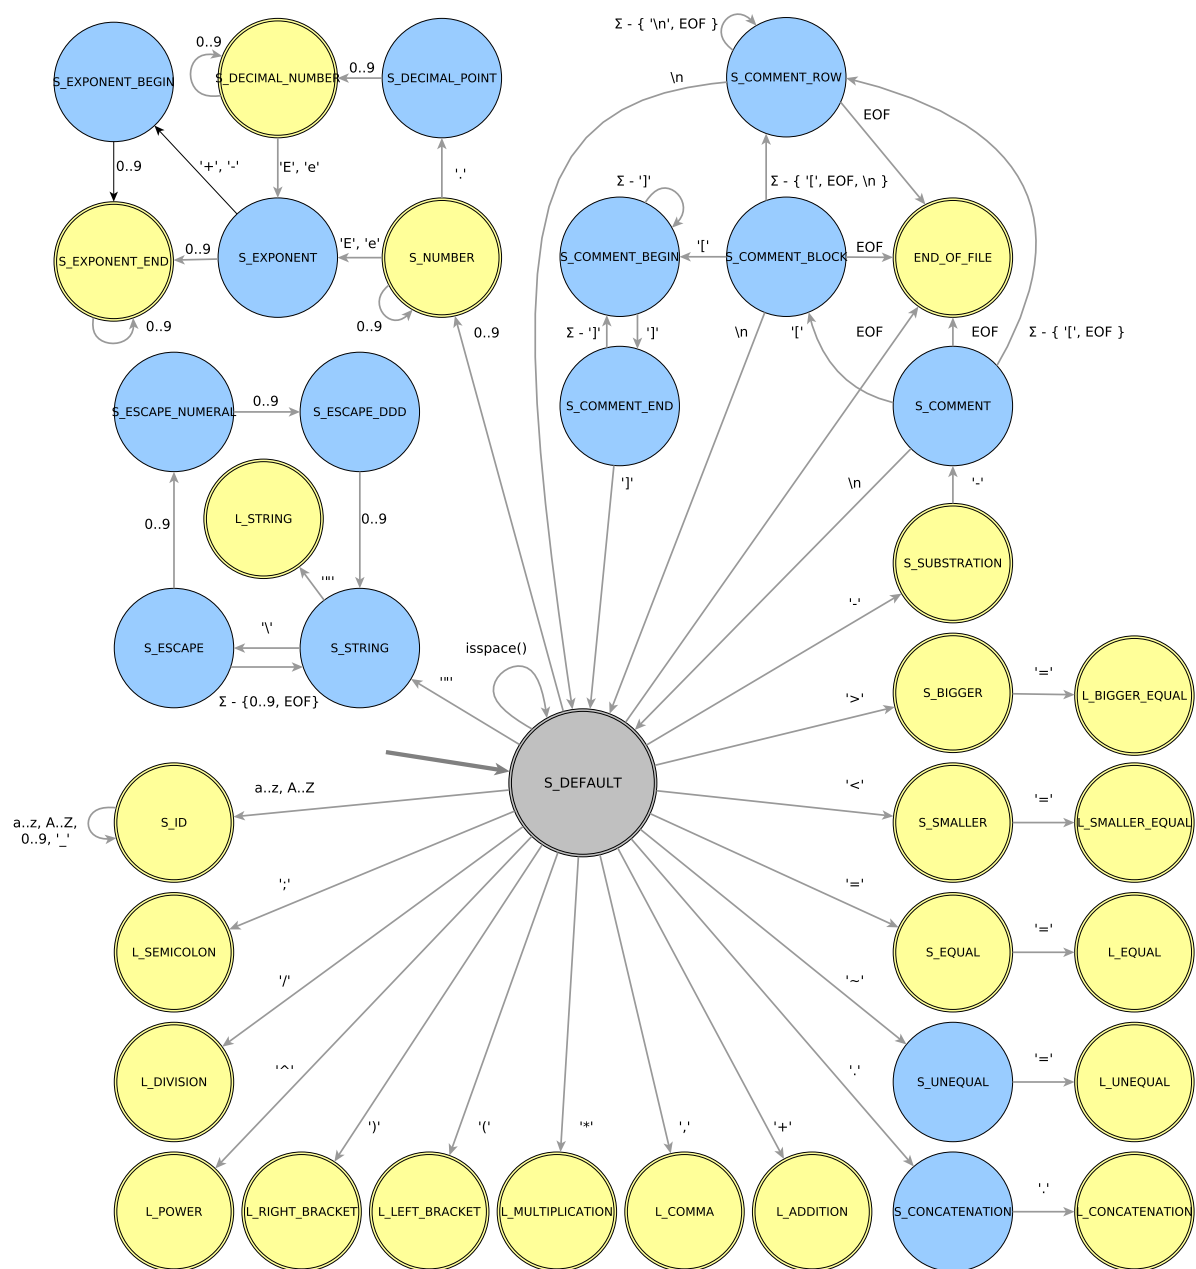 Σ - { '\n', EOF }
0..9
S_EXPONENT_BEGIN
S_DECIMAL_NUMBER
0..9
S_DECIMAL_POINT
\n
S_COMMENT_ROW
EOF
0..9
'+', '-'
'E', 'e'
'.'
Σ - ']'
Σ - { '[', EOF, \n }
S_EXPONENT_END
0..9
S_EXPONENT
'E', 'e'
S_NUMBER
S_COMMENT_BEGIN
'['
S_COMMENT_BLOCK
EOF
END_OF_FILE
0..9
0..9
0..9
Σ - ']'
']'
\n
'['
EOF
EOF
Σ - { '[', EOF }
S_ESCAPE_NUMERAL
0..9
S_ESCAPE_DDD
S_COMMENT_END
S_COMMENT
0..9
L_STRING
0..9
']'
\n
'-'
'"'
S_SUBSTRATION
'-'
S_ESCAPE
'\'
S_STRING
isspace()
Σ - {0..9, EOF}
'"'
'>'
S_BIGGER
'='
L_BIGGER_EQUAL
S_DEFAULT
a..z, A..Z
'<'
a..z, A..Z,
0..9, '_'
S_ID
S_SMALLER
'='
L_SMALLER_EQUAL
';'
'='
L_SEMICOLON
S_EQUAL
'='
L_EQUAL
'/'
'~'
L_DIVISION
'^'
'.'
S_UNEQUAL
'='
L_UNEQUAL
')'
'('
'*'
','
'+'
L_POWER
L_RIGHT_BRACKET
L_LEFT_BRACKET
L_MULTIPLICATION
L_COMMA
L_ADDITION
S_CONCATENATION
'.'
L_CONCATENATION